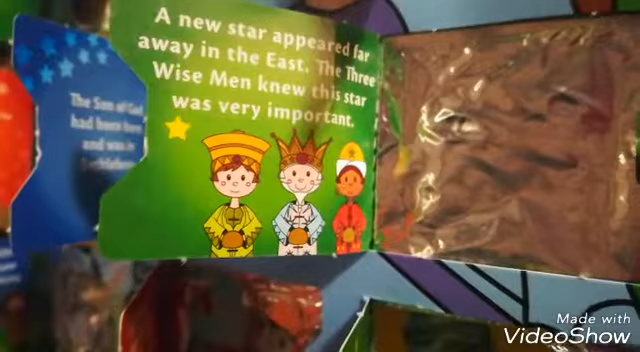 A new star appeared far
away in the East. The Three
Wise Men knew this star
was very important.
The Son of God
had been born
and was in
Made with
VideoShow